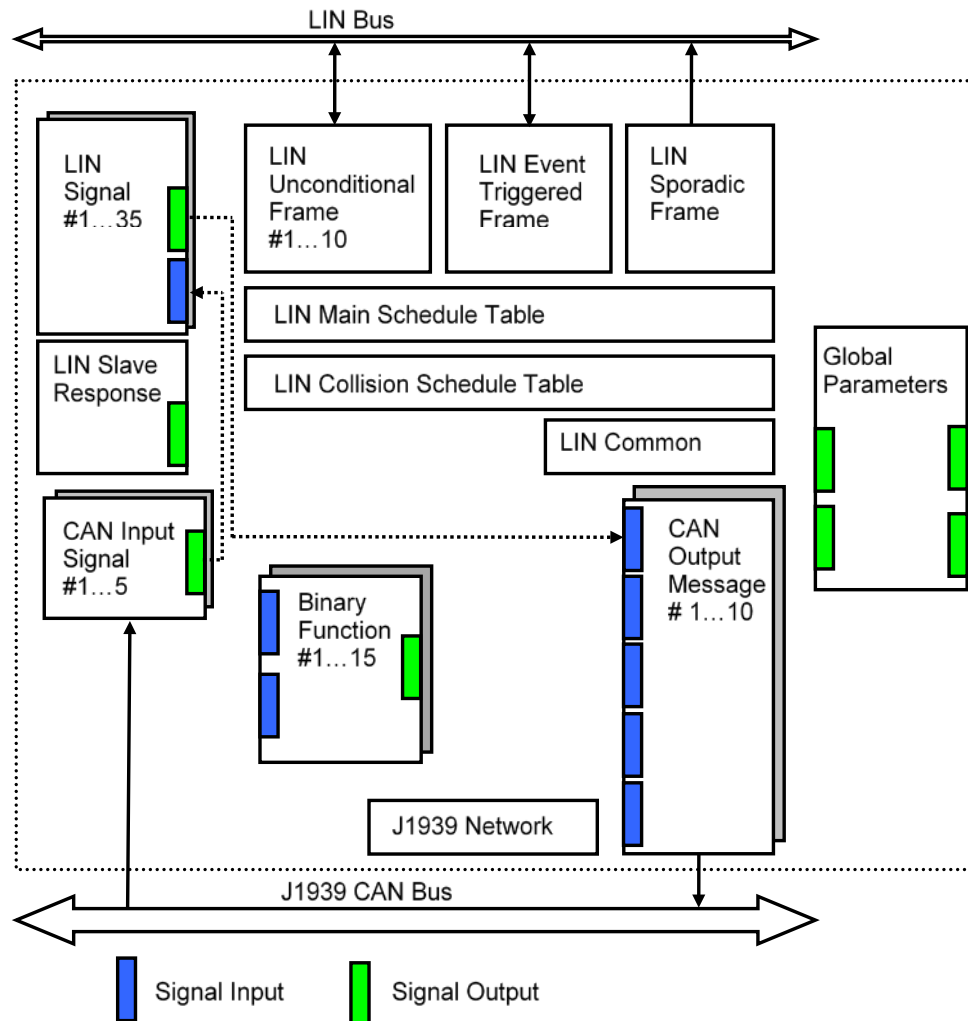 LIN Bus
LIN
Signal
#1…35
LIN
Unconditional
Frame
#1…10
LIN Event
Triggered
Frame
LIN
Sporadic
Frame
LIN Main Schedule Table
LIN Slave
Response
LIN Collision Schedule Table
Global
Parameters
LIN Common
CAN Input
Signal
#1…5
Binary
Function
#1…15
CAN
Output
Message
# 1…10
J1939 Network
J1939 CAN Bus
Signal Input
Signal Output